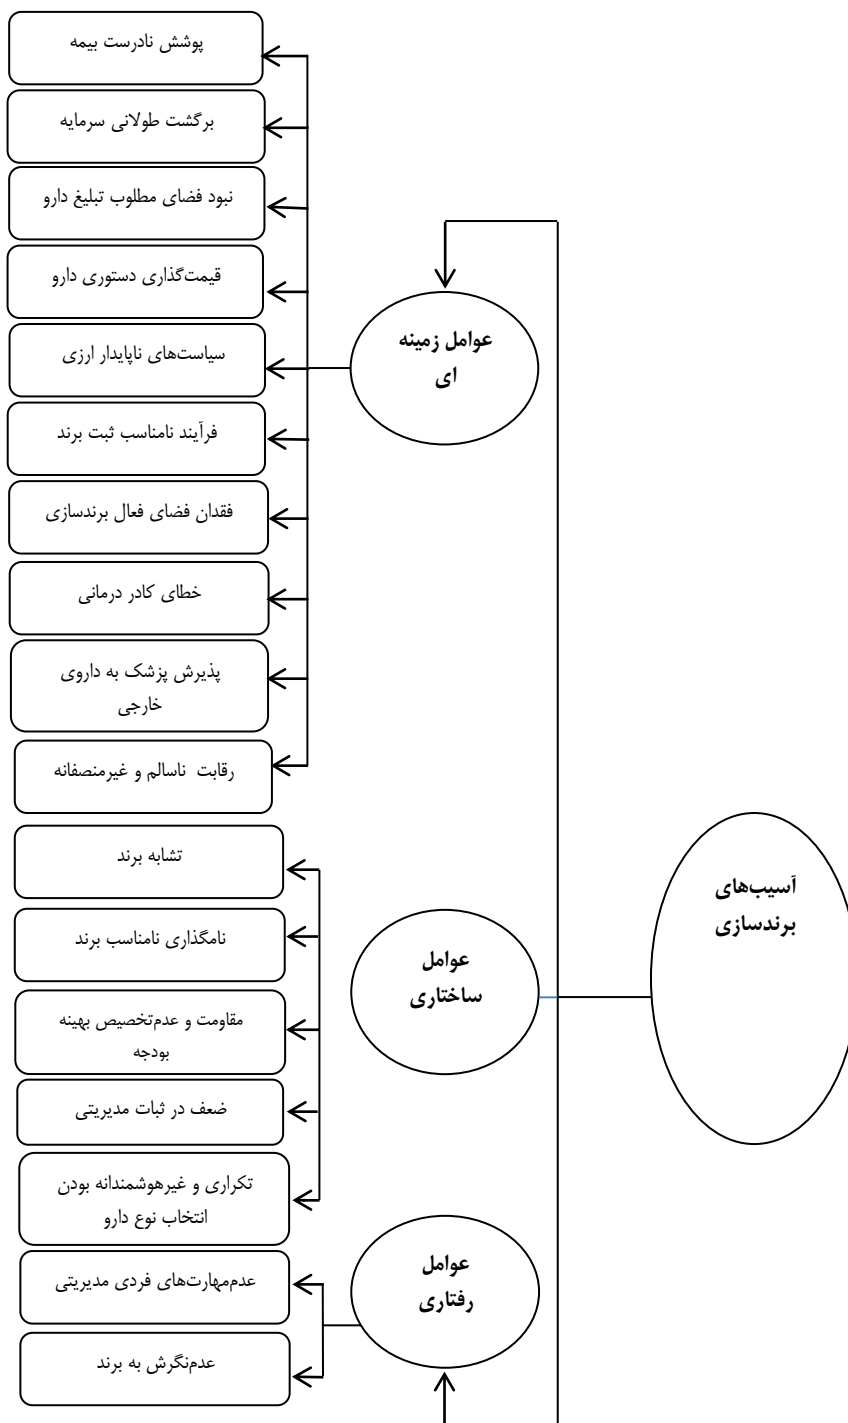 آسیب‌های
برندسازی
عوامل زمینه
ای
پوشش نادرست بیمه
برگشت طولانی سرمایه
نبود فضای مطلوب تبلیغ دارو
قیمت‌گذاری دستوری دارو
سیاست‌های ناپایدار ارزی
فرآیند نامناسب ثبت برند
فقدان فضای فعال برندسازی
خطای کادر درمانی
پذیرش پزشک به داروی
خارجی
رقابت ناسالم و غیرمنصفانه
عوامل
ساختاری
تشابه برند
نامگذاری نامناسب برند
مقاومت و عدم‌تخصیص بهینه
بودجه
ضعف در ثبات مدیریتی
تکراری و غیرهوشمندانه بودن
انتخاب نوع دارو
عوامل
رفتاری
عدم‌مهارت‌های فردی مدیریتی
عدم‌نگرش به برند